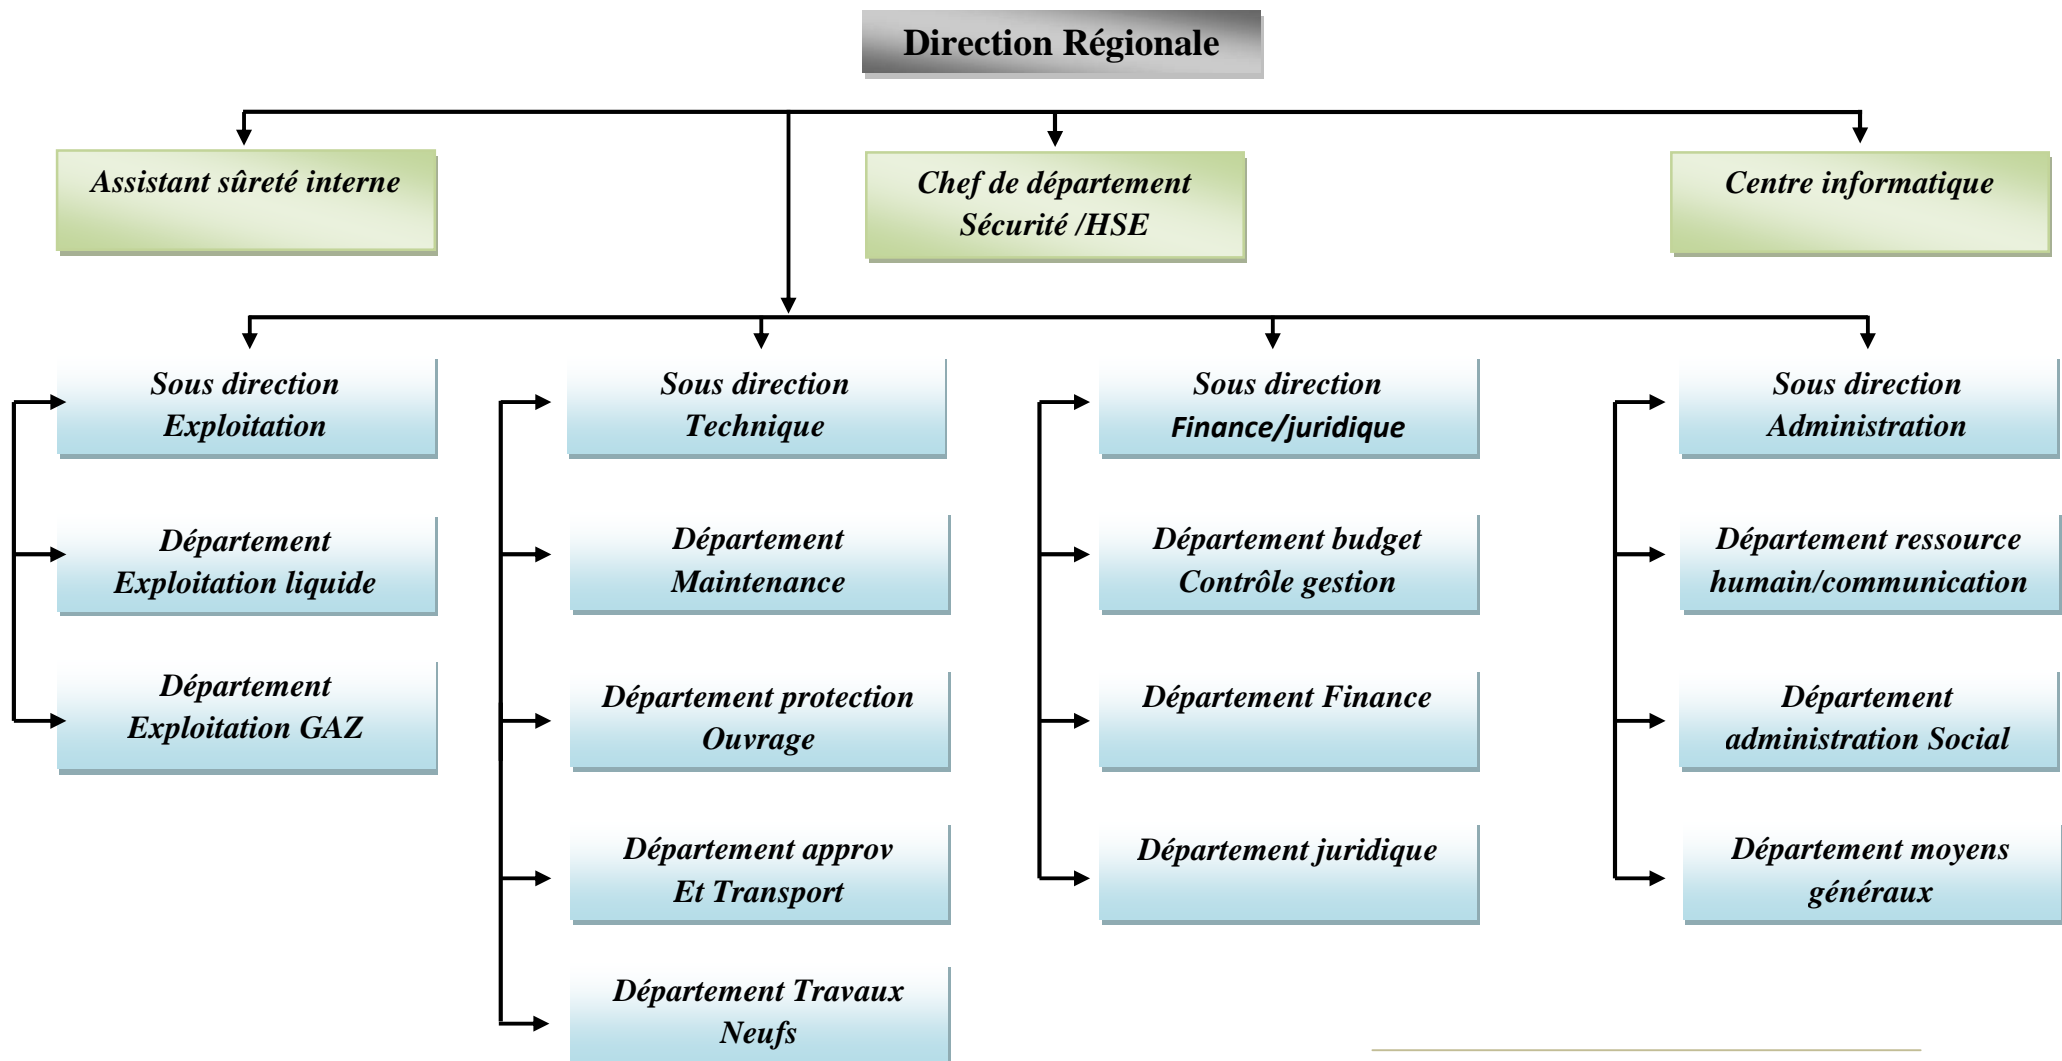 Direction Régionale
Assistant sûreté interne
Chef de département
Sécurité /HSE
Centre informatique
Sous direction
Exploitation
Sous direction
Technique
Sous direction
Finance/juridique
Sous direction
Administration
Département
Exploitation liquide
Département
Maintenance
Département budget
Contrôle gestion
Département ressource
humain/communication
Département
Exploitation GAZ
Département protection
Ouvrage
Département Finance
Département
administration Social
Département approv
Et Transport
Département juridique
Département moyens
généraux
Département Travaux
Neufs